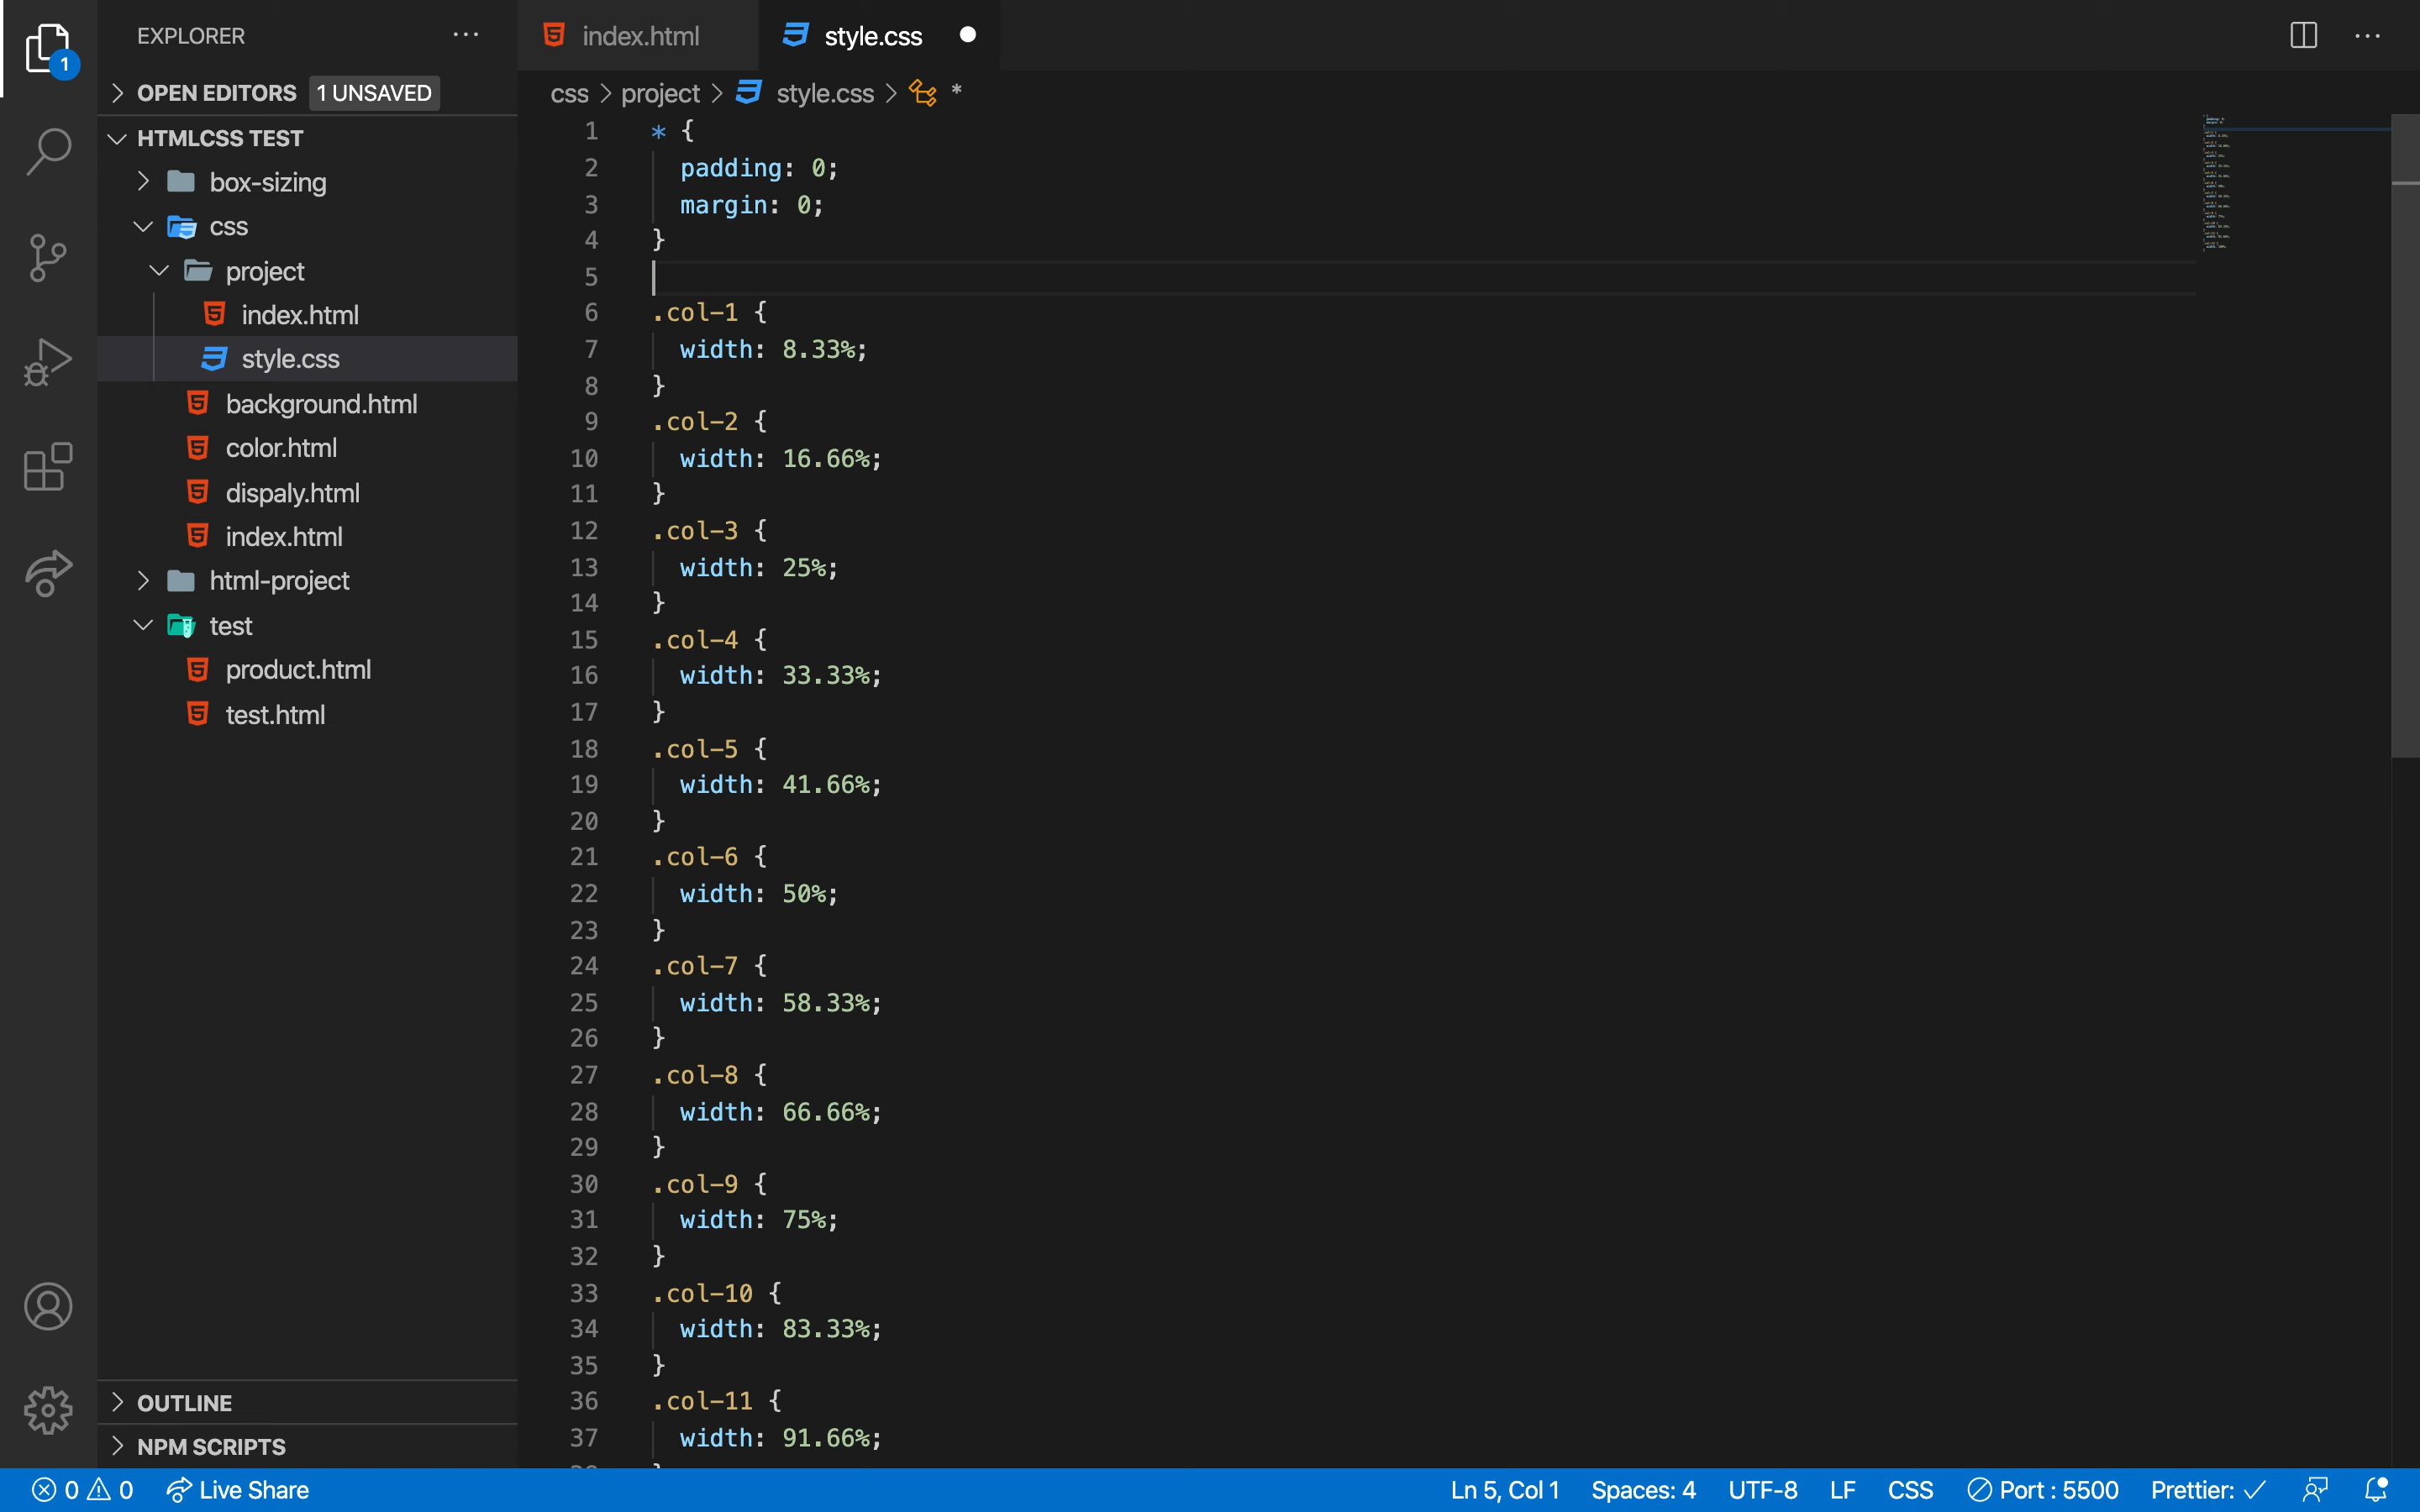 EXPLORER
1
OPEN EDITORS 1 UNSAVED
HTMLCSS TEST
box-sizing
css
project
index.html
style.css
background.html
color.html
dispaly.html
index.html
html-project
test
product.html
test.html
OUTLINE
NPM SCRIPTS
index.html style.css
css > project > style.css > *
1 * {
2 padding: 0;
3 margin: 0;
4 }
5
6 .col-1 {
7 width: 8.33%;
8 }
9 .col-2 {
10 width: 16.66%;
11 }
12 .col-3 {
13 width: 25%;
14 }
15 .col-4 {
16 width: 33.33%;
17 }
18 .col-5 {
19 width: 41.66%;
20 }
21 .col-6 {
22 width: 50%;
23 }
24 .col-7 {
25 width: 58.33%;
26 }
27 .col-8 {
28 width: 66.66%;
29 }
30 .col-9 {
31 width: 75%;
32 }
33 .col-10 {
34 width: 83.33%;
35 }
36 .col-11 {
37 width: 91.66%;
0 0 Live Share Ln 5, Col 1 Spaces: 4 UTF-8 LF CSS Port : 5500 Prettier: ✓